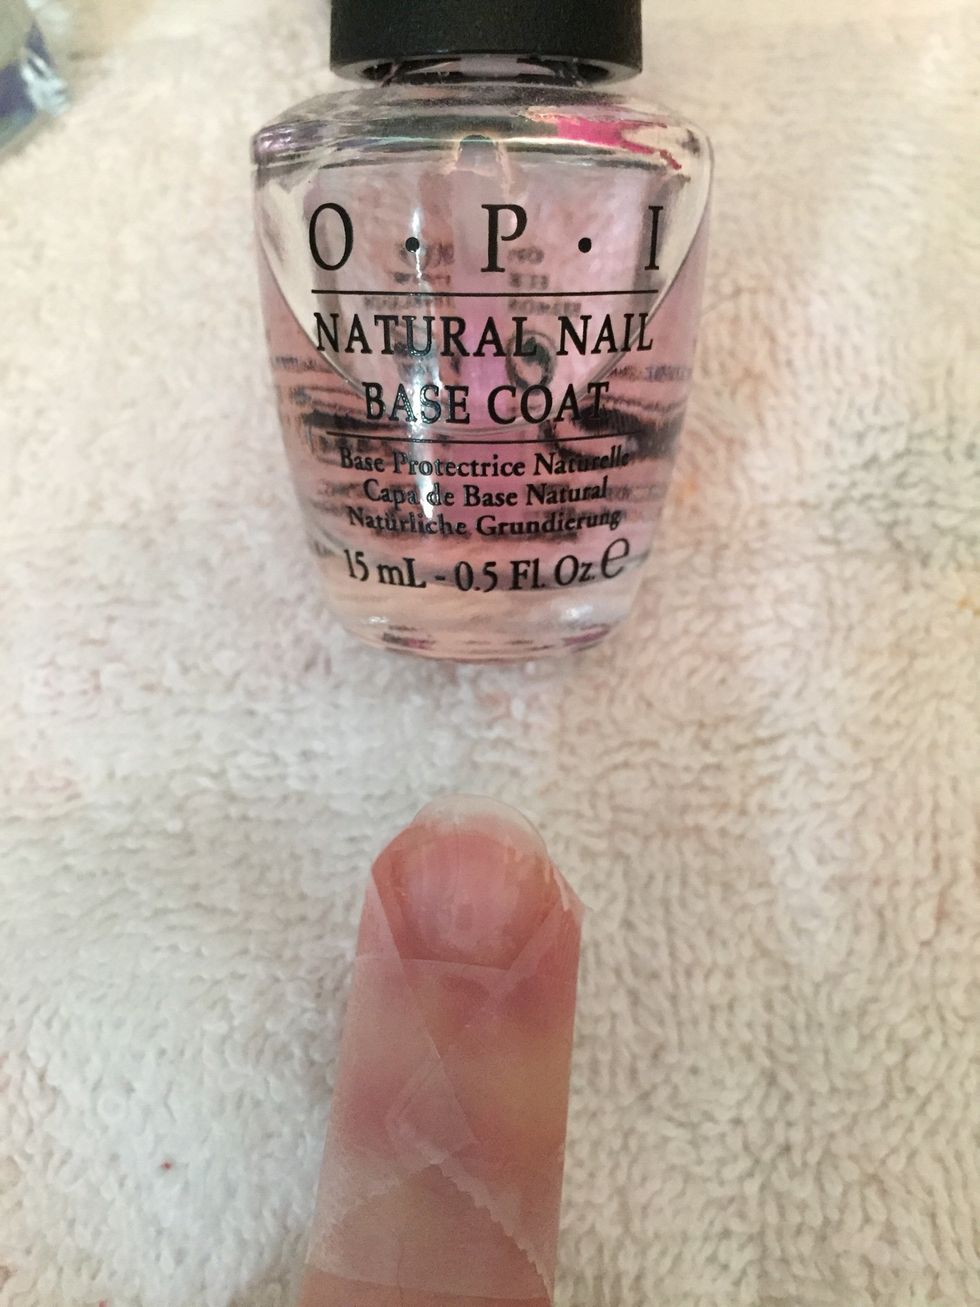 O · P · I
NATURAL NAIL
BASE COAT
Base Protectrice Naturelle
Capa de Base Natural
Natürliche Grundierung
15 mL - 0.5 Fl. Oz. ℮